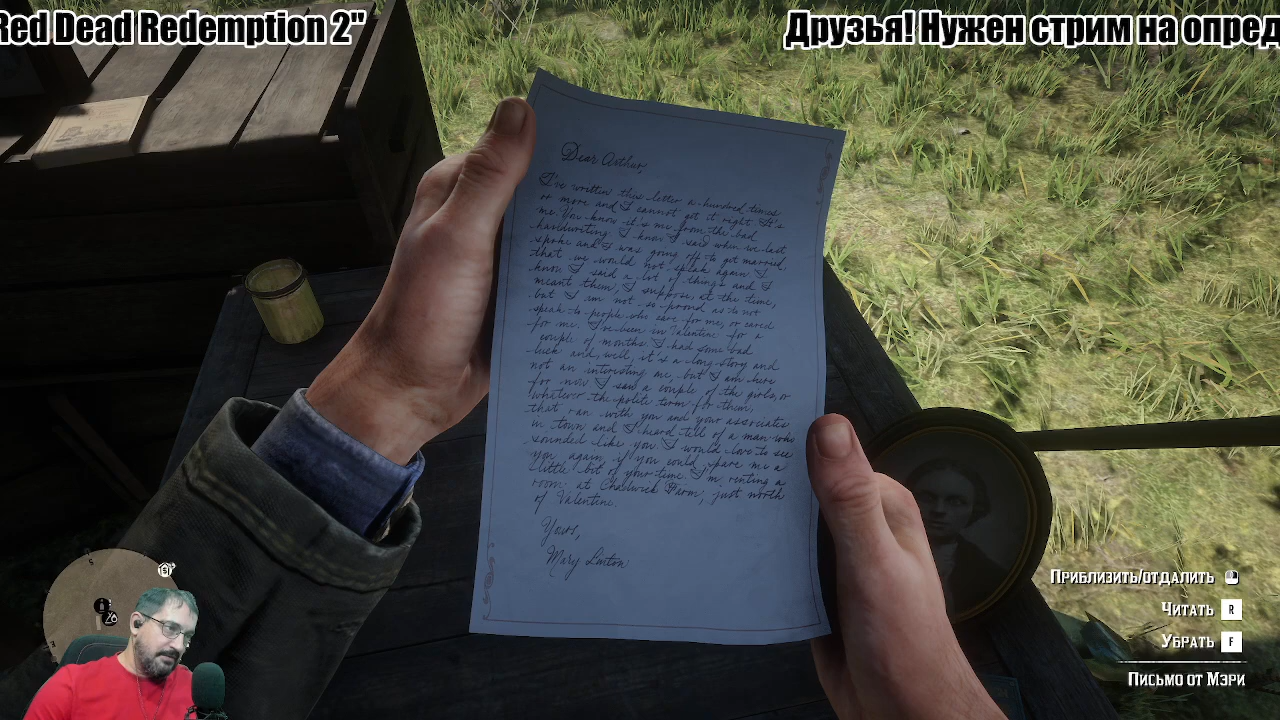 Red Dead Redemption 2"
Друзья! Нужен стрим на опред
Dear Arthur,
I've written this letter a hundred times
or more and I cannot get it right. It's
me. You know it's me from the bad
handwriting. I know I said when we last
spoke and I was going off to get married,
that we would not speak again. I
know I said a lot of things and I
meant them, I suppose, at the time,
but I'm not so proud as to not
speak to people who care for me, or cared
for me. I've been in Valentine for a
couple of months. I had some bad
luck and, well, it's a long story and
not an interesting one, but I am here
for now. I saw a couple of the girls, or
whatever the polite term for them,
that ran with you and your associates
in town and I heard tell of a man who
sounded like you. I would love to see
you again, if you could spare me a
little bit of your time. I'm renting a
room at Chadwick Farm, just north
of Valentine.
Yours,
Mary Linton
Приблизить/отдалить
Читать R
Убрать F
Письмо от Мэри